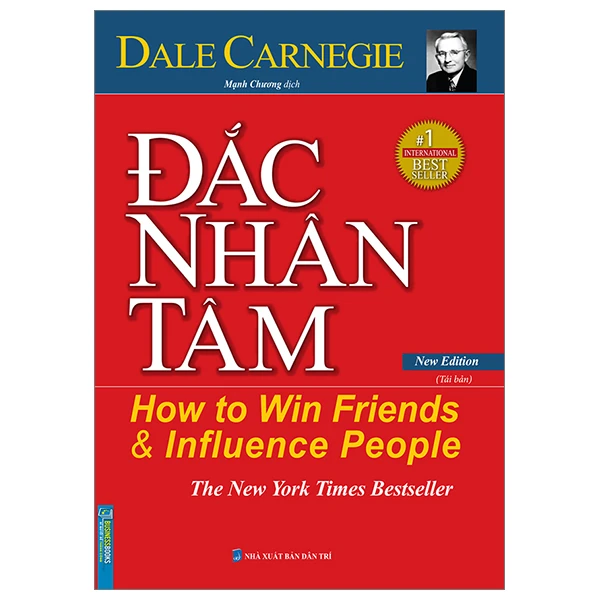 DALE CARNEGIE
Mạnh Chương dịch
#1
INTERNATIONAL
BEST
SELLER
ĐẮC
NHÂN
TÂM
New Edition
(Tái bản)
How to Win Friends
& Influence People
The New York Times Bestseller
BUSINESSBOOKS
NHÀ XUẤT BẢN DÂN TRÍ